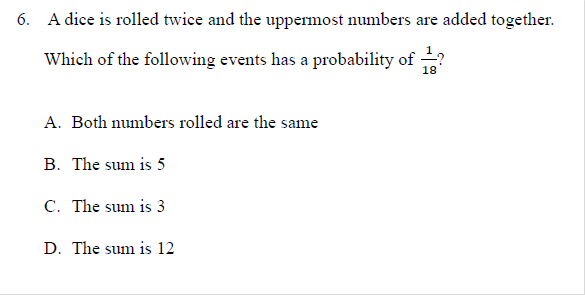 6. A dice is rolled twice and the uppermost numbers are added together.
Which of the following events has a probability of 1/18?
A. Both numbers rolled are the same
B. The sum is 5
C. The sum is 3
D. The sum is 12